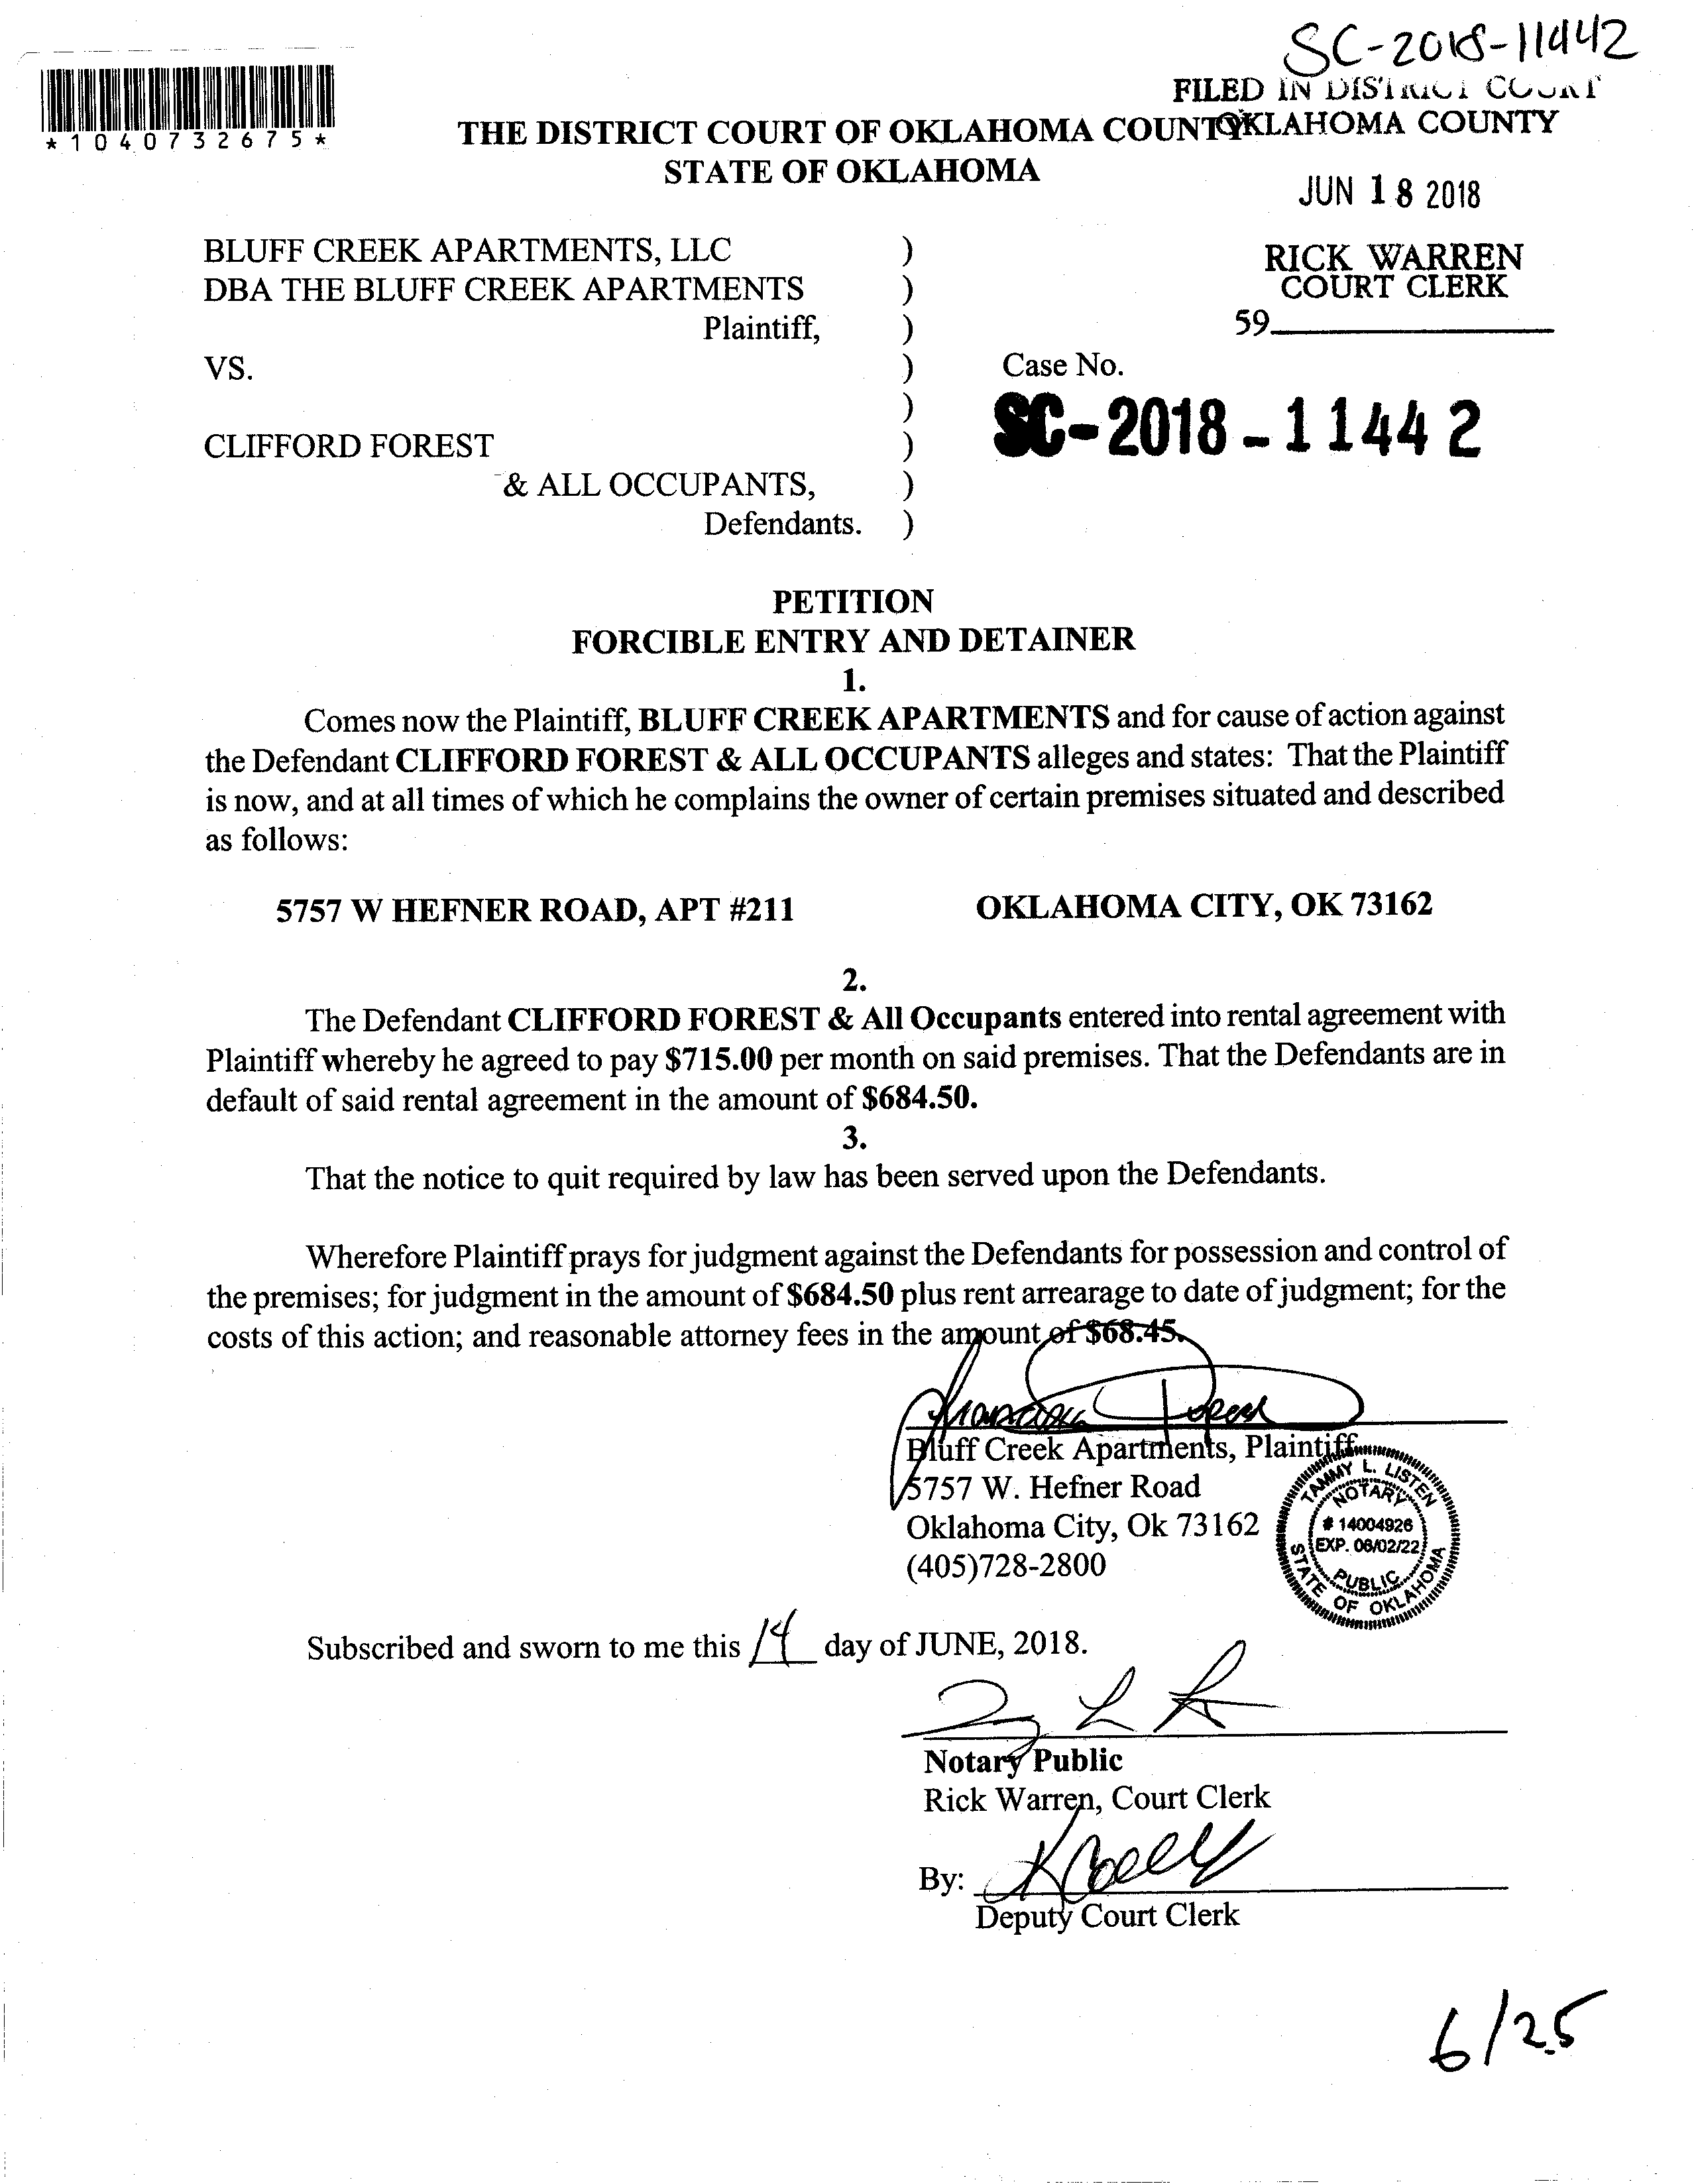 SC-2018-11442
FILED IN DISTRICT COURT
OKLAHOMA COUNTY
*1040732675*
THE DISTRICT COURT OF OKLAHOMA COUNTY
STATE OF OKLAHOMA
JUN 18 2018
RICK WARREN
COURT CLERK
59
BLUFF CREEK APARTMENTS, LLC )
DBA THE BLUFF CREEK APARTMENTS )
Plaintiff, )
VS. ) Case No.
) SC-2018-11442
CLIFFORD FOREST )
& ALL OCCUPANTS, )
Defendants. )
PETITION
FORCIBLE ENTRY AND DETAINER
1.
Comes now the Plaintiff, BLUFF CREEK APARTMENTS and for cause of action against
the Defendant CLIFFORD FOREST & ALL OCCUPANTS alleges and states: That the Plaintiff
is now, and at all times of which he complains the owner of certain premises situated and described
as follows:
5757 W HEFNER ROAD, APT #211 OKLAHOMA CITY, OK 73162
2.
The Defendant CLIFFORD FOREST & All Occupants entered into rental agreement with
Plaintiff whereby he agreed to pay $715.00 per month on said premises. That the Defendants are in
default of said rental agreement in the amount of $684.50.
3.
That the notice to quit required by law has been served upon the Defendants.
Wherefore Plaintiff prays for judgment against the Defendants for possession and control of
the premises; for judgment in the amount of $684.50 plus rent arrearage to date of judgment; for the
costs of this action; and reasonable attorney fees in the amount of $68.45.
Bluff Creek Apartments, Plaintiff
5757 W. Hefner Road
Oklahoma City, Ok 73162
(405)728-2800
TAMMY L. LISTEN
NOTARY
# 14004926
EXP. 06/02/22
PUBLIC
STATE OF OKLAHOMA
Subscribed and sworn to me this 14 day of JUNE, 2018.
Notary Public
Rick Warren, Court Clerk
By:
Deputy Court Clerk
6/25